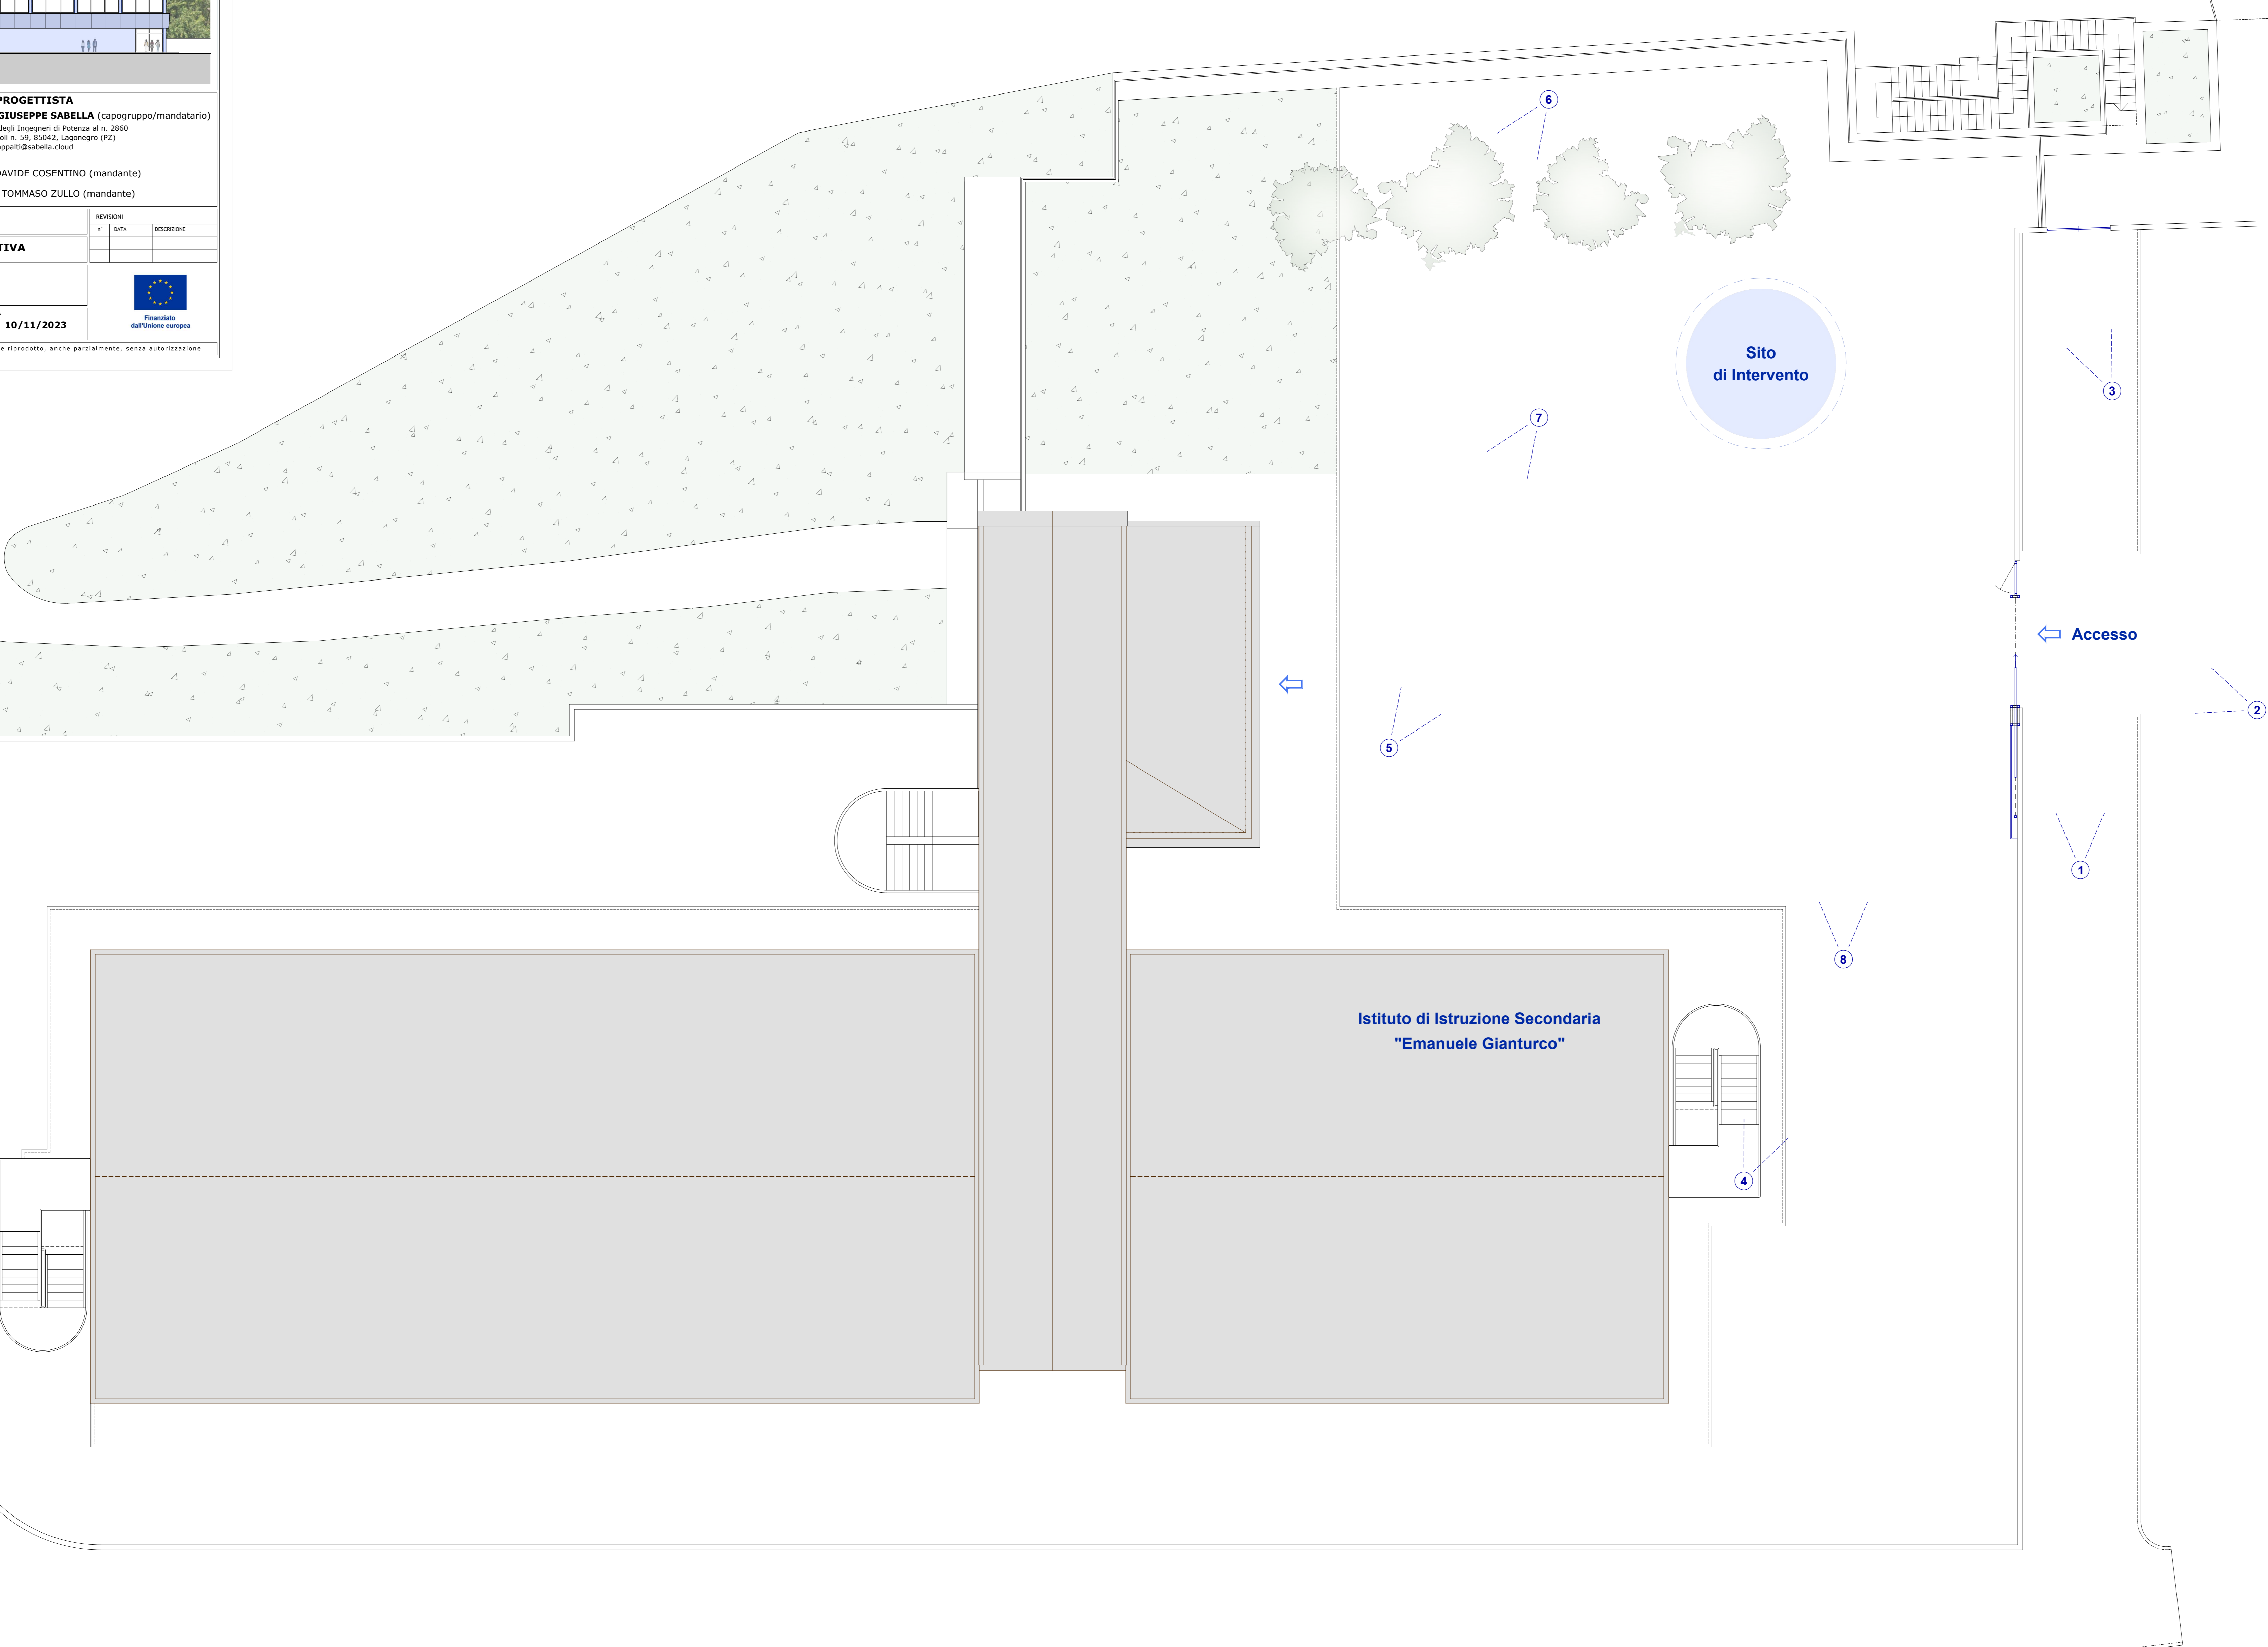 PROGETTISTA
GIUSEPPE SABELLA (capogruppo/mandatario)
degli Ingegneri di Potenza al n. 2860
oli n. 59, 85042, Lagonegro (PZ)
appalti@sabella.cloud
DAVIDE COSENTINO (mandante)
TOMMASO ZULLO (mandante)
REVISIONI
n° DATA DESCRIZIONE
TIVA
10/11/2023
Finanziato
dall'Unione europea
e riprodotto, anche parzialmente, senza autorizzazione
6
Sito
di Intervento
3
7
Accesso
2
5
1
8
Istituto di Istruzione Secondaria
"Emanuele Gianturco"
4